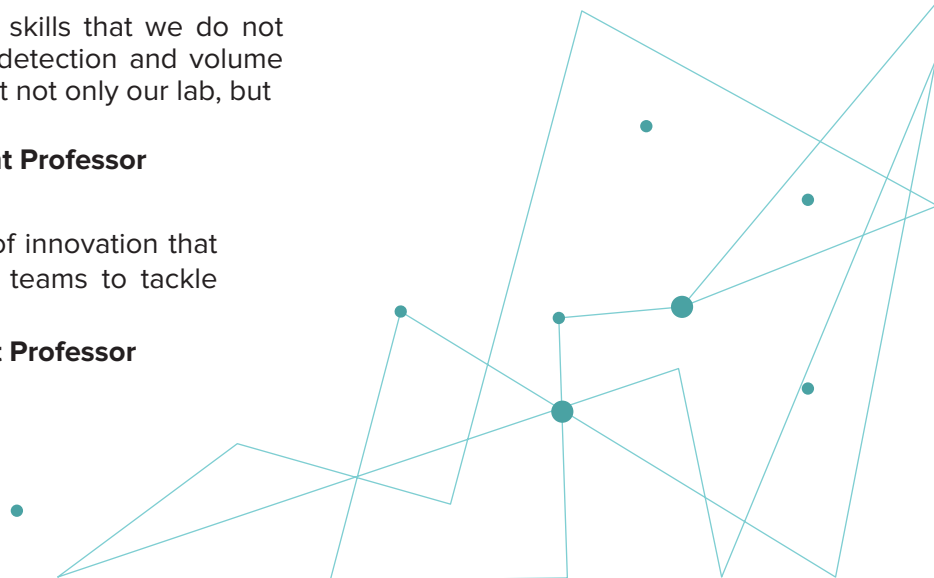 skills that we do not
detection and volume
t not only our lab, but
t Professor
of innovation that
teams to tackle
t Professor